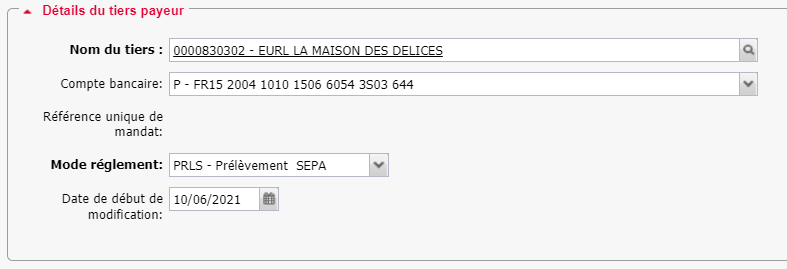 Détails du tiers payeur
Nom du tiers : 0000830302 - EURL LA MAISON DES DELICES
Compte bancaire: P - FR15 2004 1010 1506 6054 3S03 644
Référence unique de
mandat:
Mode réglement: PRLS - Prélèvement SEPA
Date de début de
modification: 10/06/2021